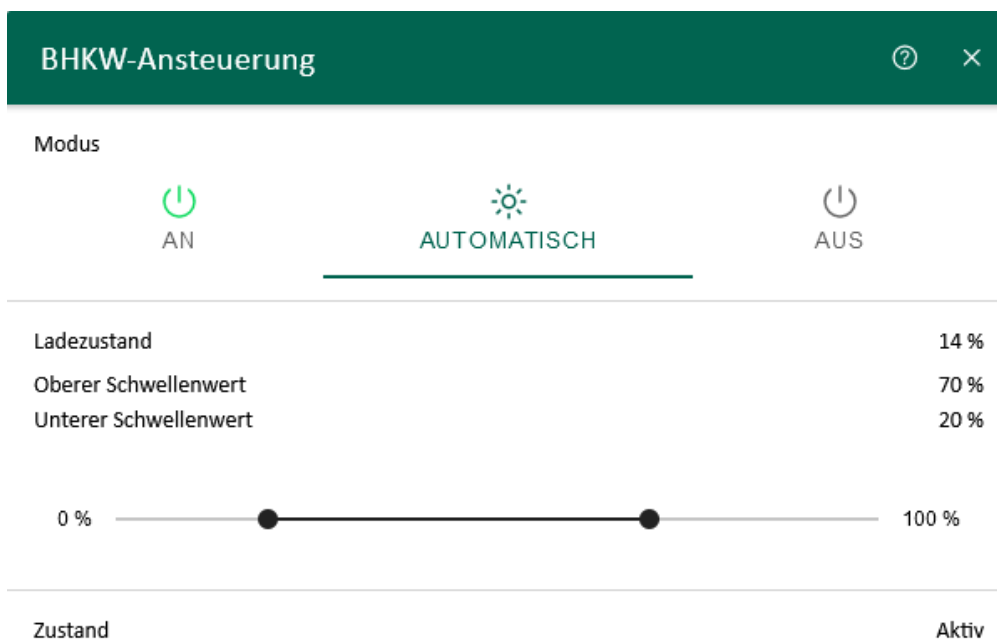 BHKW-Ansteuerung
Modus
AN AUTOMATISCH AUS
Ladezustand 14 %
Oberer Schwellenwert 70 %
Unterer Schwellenwert 20 %
0 % 100 %
Zustand Aktiv